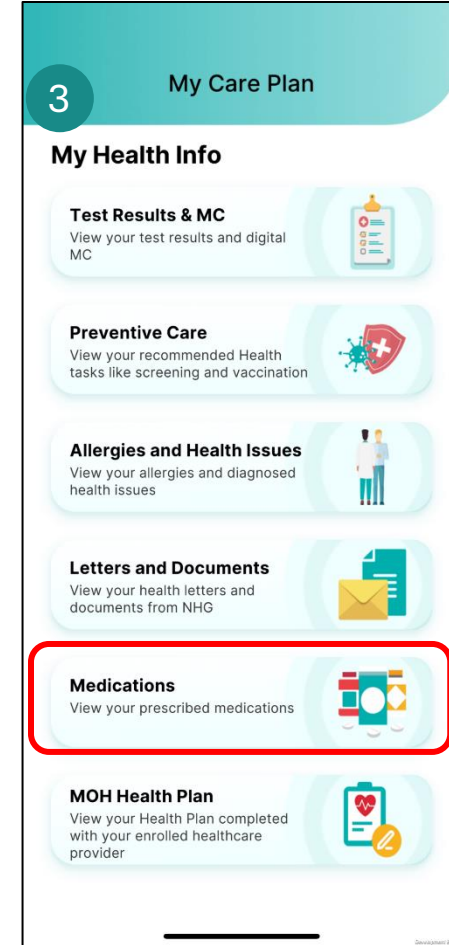 3
My Care Plan
My Health Info
Test Results & MC
View your test results and digital
MC
Preventive Care
View your recommended Health
tasks like screening and vaccination
Allergies and Health Issues
View your allergies and diagnosed
health issues
Letters and Documents
View your health letters and
documents from NHG
Medications
View your prescribed medications
MOH Health Plan
View your Health Plan completed
with your enrolled healthcare
provider